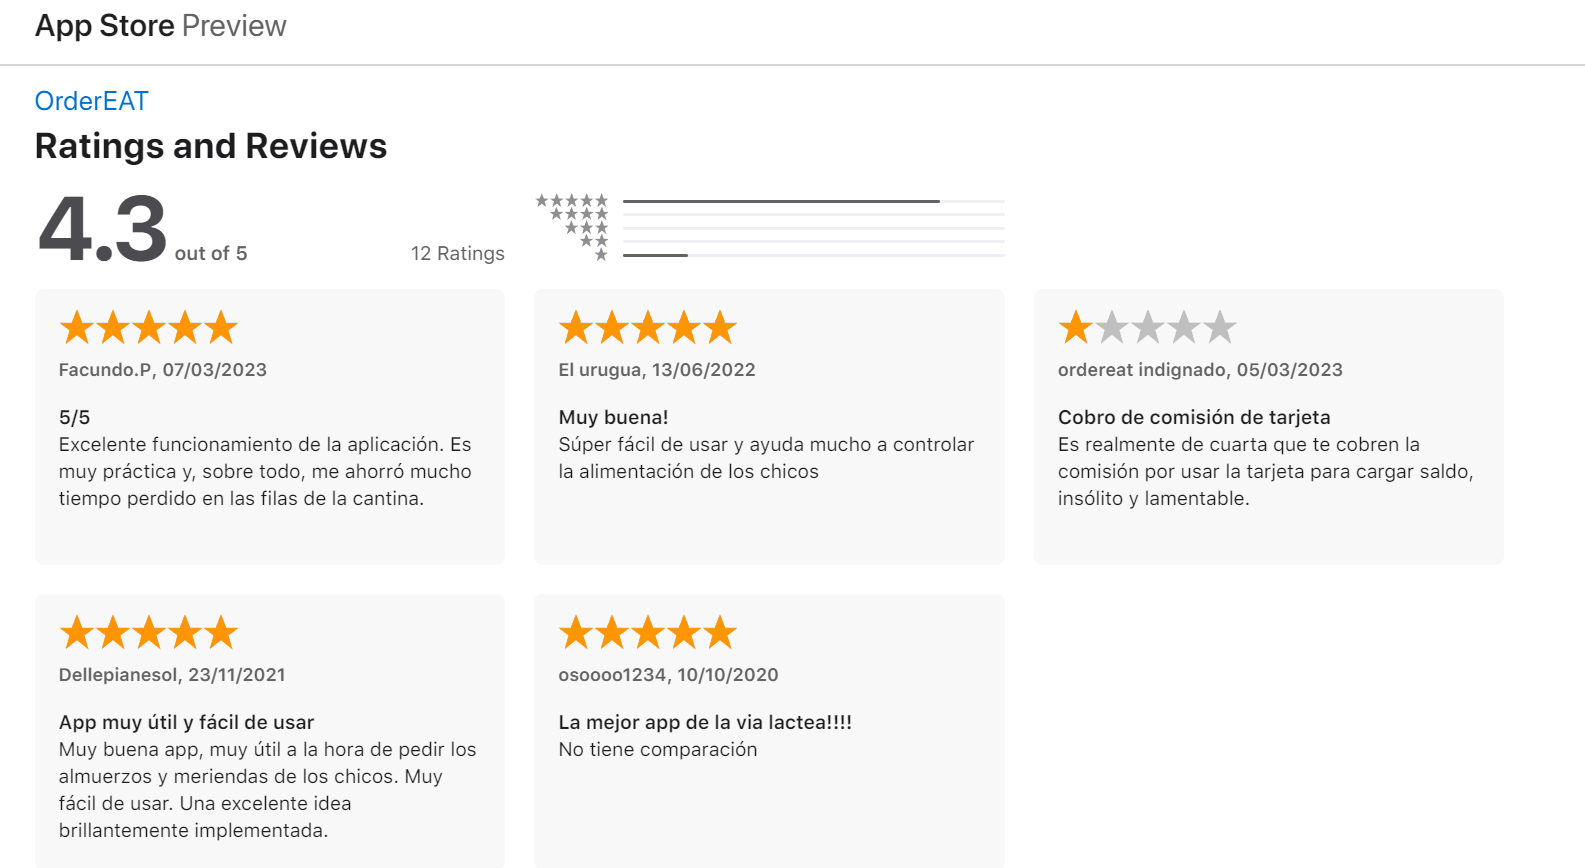 App Store Preview
OrderEAT
Ratings and Reviews
4.3 out of 5
12 Ratings
Facundo.P, 07/03/2023
5/5
Excelente funcionamiento de la aplicación. Es
muy práctica y, sobre todo, me ahorró mucho
tiempo perdido en las filas de la cantina.
El urugua, 13/06/2022
Muy buena!
Súper fácil de usar y ayuda mucho a controlar
la alimentación de los chicos
ordereat indignado, 05/03/2023
Cobro de comisión de tarjeta
Es realmente de cuarta que te cobren la
comisión por usar la tarjeta para cargar saldo,
insólito y lamentable.
Dellepianesol, 23/11/2021
App muy útil y fácil de usar
Muy buena app, muy útil a la hora de pedir los
almuerzos y meriendas de los chicos. Muy
fácil de usar. Una excelente idea
brillantemente implementada.
osoooo1234, 10/10/2020
La mejor app de la via lactea!!!!
No tiene comparación